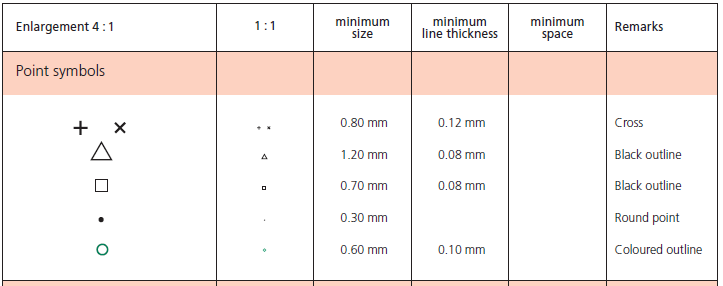 Enlargement 4 : 1 1 : 1 minimum size minimum line thickness minimum space Remarks
Point symbols
0.80 mm 0.12 mm Cross
1.20 mm 0.08 mm Black outline
0.70 mm 0.08 mm Black outline
0.30 mm Round point
0.60 mm 0.10 mm Coloured outline